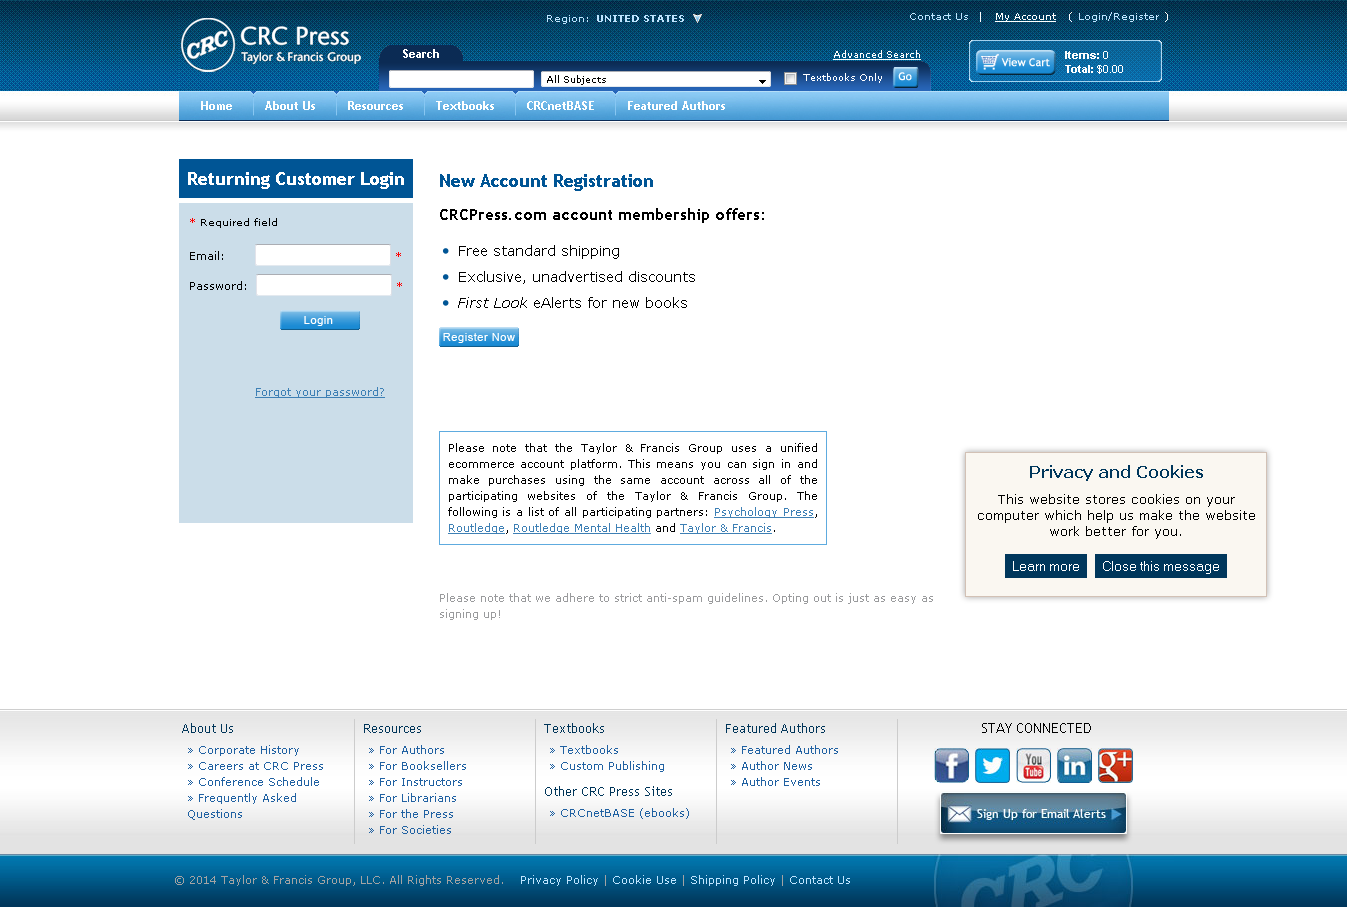 Region: UNITED STATES
Contact Us | My Account ( Login/Register )
CRC CRC Press
Taylor & Francis Group
Search
Advanced Search
All Subjects
Textbooks Only
Go
View Cart
Items: 0
Total: $0.00
Home
About Us
Resources
Textbooks
CRCnetBASE
Featured Authors
Returning Customer Login
* Required field
Email: *
Password: *
Login
Forgot your password?
New Account Registration
CRCPress.com account membership offers:
Free standard shipping
Exclusive, unadvertised discounts
First Look eAlerts for new books
Register Now
Please note that the Taylor & Francis Group uses a unified
ecommerce account platform. This means you can sign in and
make purchases using the same account across all of the
participating websites of the Taylor & Francis Group. The
following is a list of all participating partners: Psychology Press,
Routledge, Routledge Mental Health and Taylor & Francis.
Please note that we adhere to strict anti-spam guidelines. Opting out is just as easy as
signing up!
Privacy and Cookies
This website stores cookies on your
computer which help us make the website
work better for you.
Learn more
Close this message
About Us
» Corporate History
» Careers at CRC Press
» Conference Schedule
» Frequently Asked
Questions
Resources
» For Authors
» For Booksellers
» For Instructors
» For Librarians
» For the Press
» For Societies
Textbooks
» Textbooks
» Custom Publishing
Other CRC Press Sites
» CRCnetBASE (ebooks)
Featured Authors
» Featured Authors
» Author News
» Author Events
STAY CONNECTED
f
You
Tube
in
g+
Sign Up for Email Alerts
© 2014 Taylor & Francis Group, LLC. All Rights Reserved.
Privacy Policy | Cookie Use | Shipping Policy | Contact Us
CRC